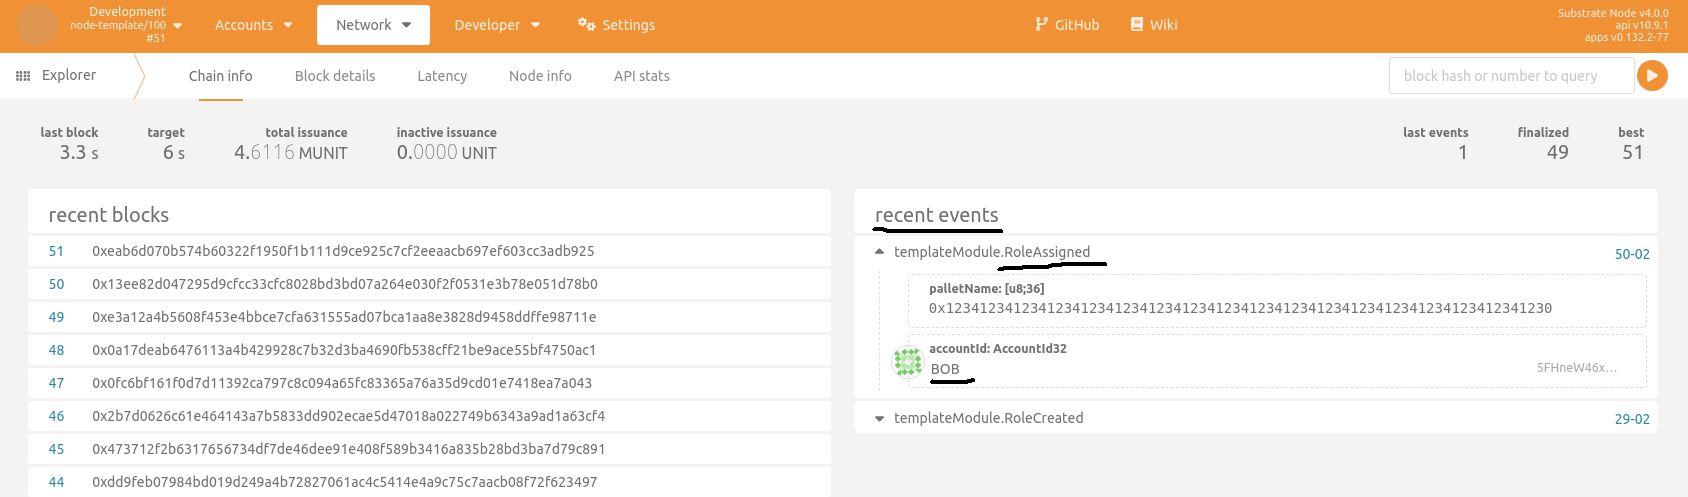 Development
node-template/100
#51
Accounts
Network
Developer
Settings
GitHub
Wiki
Substrate Node v4.0.0
api v10.9.1
apps v0.132.2-77
Explorer
Chain info
Block details
Latency
Node info
API stats
block hash or number to query
last block
3.3 s
target
6 s
total issuance
4.6116 MUNIT
inactive issuance
0.0000 UNIT
last events
1
finalized
49
best
51
recent blocks
51 0xeab6d070b574b60322f1950f1b111d9ce925c7cf2eeaacb697ef603cc3adb925
50 0x13ee82d047295d9cfcc33cfc8028bd3bd07a264e030f2f0531e3b78e051d78b0
49 0xe3a12a4b5608f453e4bbce7cfa631555ad07bca1aa8e3828d9458ddffe98711e
48 0x0a17deab6476113a4b429928c7b32d3ba4690fb538cff21be9ace55bf4750ac1
47 0x0fc6bf161f0d7d11392ca797c8c094a65fc83365a76a35d9cd01e7418ea7a043
46 0x2b7d0626c61e464143a7b5833dd902ecae5d47018a022749b6343a9ad1a63cf4
45 0x473712f2b6317656734df7de46dee91e408f589b3416a835b28bd3ba7d79c891
44 0xdd9feb07984bd019d249a4b72827061ac4c5414e4a9c75c7aacb08f72f623497
recent events
templateModule.RoleAssigned 50-02
palletName: [u8;36]
0x123412341234123412341234123412341234123412341234123412341234123412341230
accountId: AccountId32
BOB 5FHneW46x...
templateModule.RoleCreated 29-02